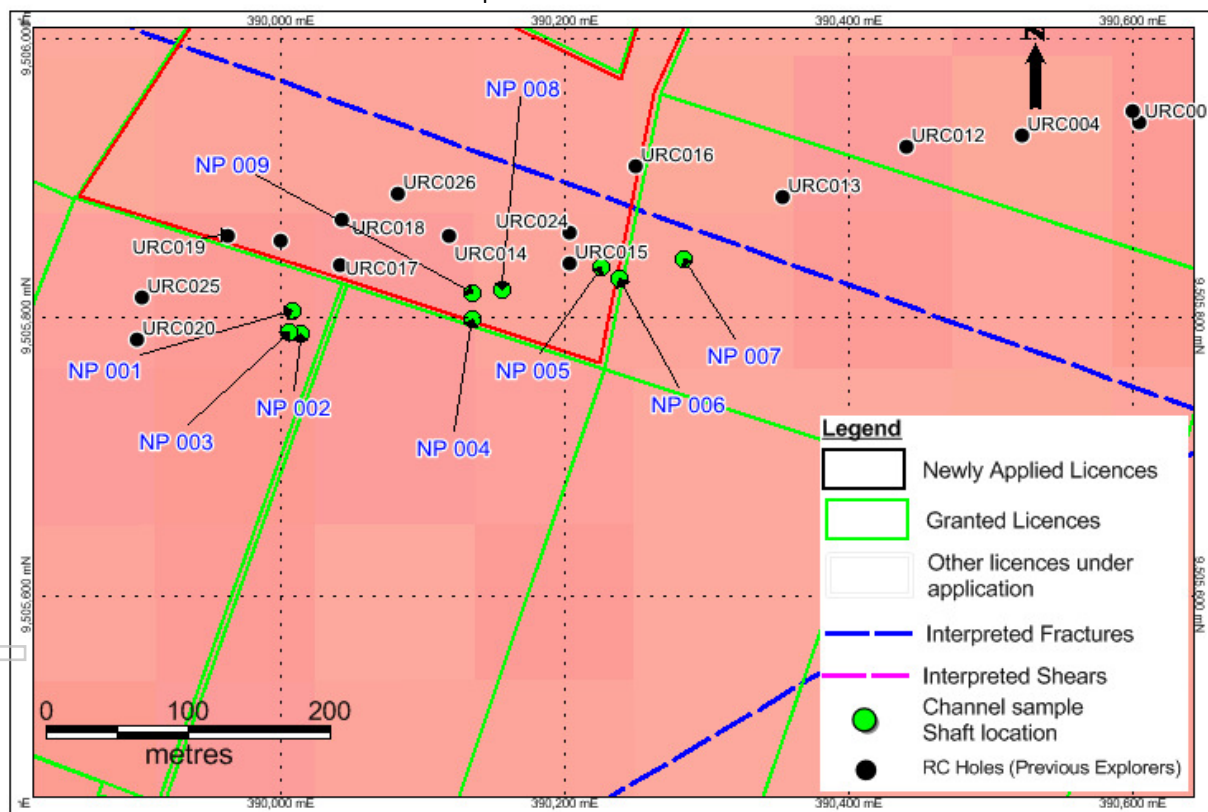 390,000 mE
390,200 mE
390,400 mE
390,600 mE
9,506,000 mN
N
NP 008
URC00
URC004
URC012
URC016
NP 009
URC026
URC013
URC018
URC024
URC019
URC014
URC015
URC017
URC025
9,505,800 mN
9,505,800 mN
URC020
NP 001
NP 005
NP 007
NP 002
NP 006
NP 003
NP 004
Legend
Newly Applied Licences
Granted Licences
Other licences under
application
9,505,600 mN
9,505,600 mN
Interpreted Fractures
Interpreted Shears
Channel sample
Shaft location
RC Holes (Previous Explorers)
0 100 200
metres
390,000 mE
390,200 mE
390,400 mE
390,600 mE